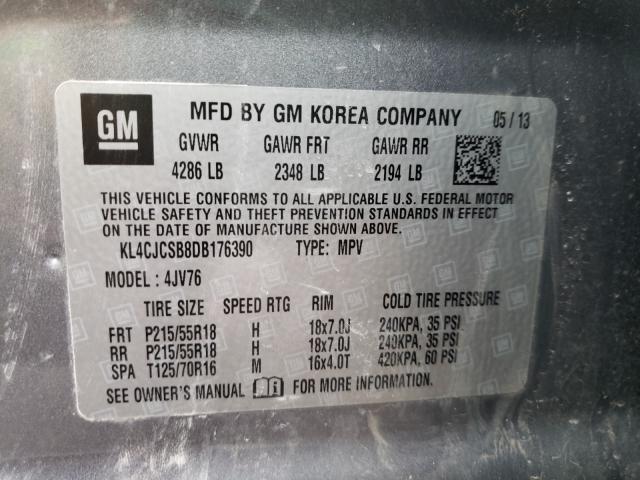 GM MFD BY GM KOREA COMPANY 05 / 13
GVWR GAWR FRT GAWR RR
4286 LB 2348 LB 2194 LB
THIS VEHICLE CONFORMS TO ALL APPLICABLE U.S. FEDERAL MOTOR
VEHICLE SAFETY AND THEFT PREVENTION STANDARDS IN EFFECT
ON THE DATE OF MANUFACTURE SHOWN ABOVE.
KL4CJCSB8DB176390 TYPE: MPV
MODEL : 4JV76
TIRE SIZE SPEED RTG RIM COLD TIRE PRESSURE
FRT P215/55R18 H 18x7.0J 240KPA, 35 PSI
RR P215/55R18 H 18x7.0J 240KPA, 35 PSI
SPA T125/70R16 M 16x4.0T 420KPA, 60 PSI
SEE OWNER'S MANUAL FOR MORE INFORMATION.